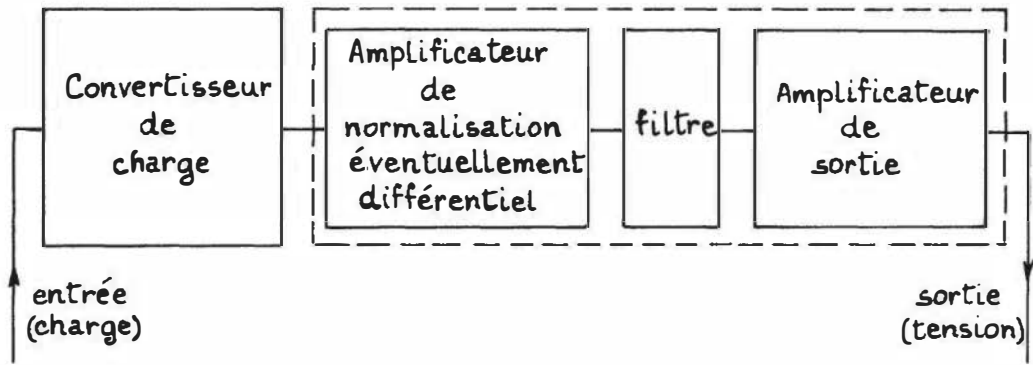 Convertisseur
de
charge
Amplificateur
de
normalisation
éventuellement
différentiel
filtre
Amplificateur
de
sortie
entrée
(charge)
sortie
(tension)